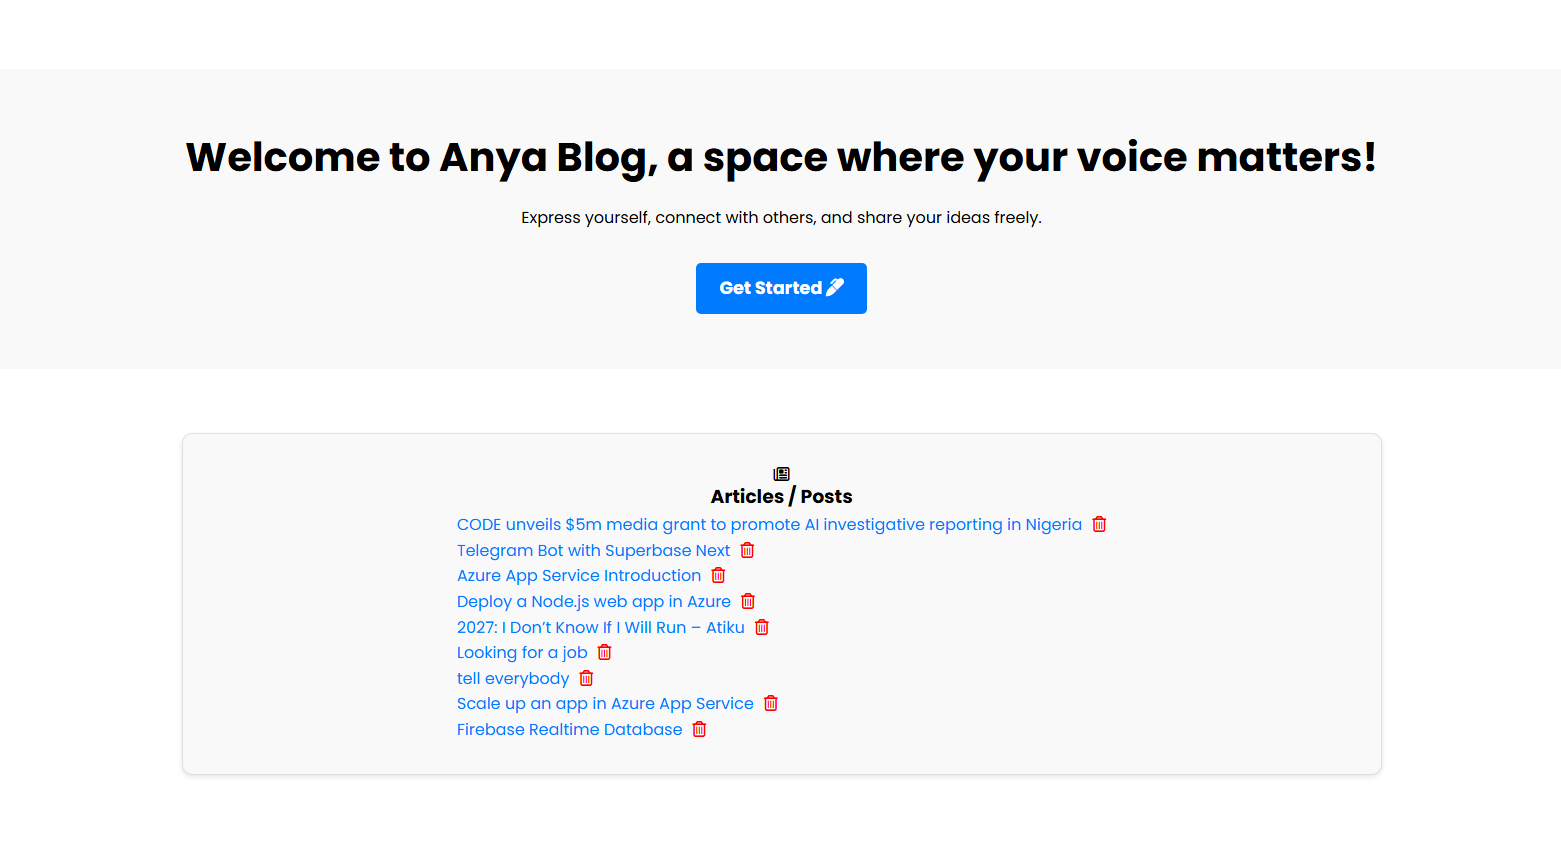 Welcome to Anya Blog, a space where your voice matters!
Express yourself, connect with others, and share your ideas freely.
Get Started
Articles / Posts
CODE unveils $5m media grant to promote AI investigative reporting in Nigeria
Telegram Bot with Superbase Next
Azure App Service Introduction
Deploy a Node.js web app in Azure
2027: I Don’t Know If I Will Run – Atiku
Looking for a job
tell everybody
Scale up an app in Azure App Service
Firebase Realtime Database